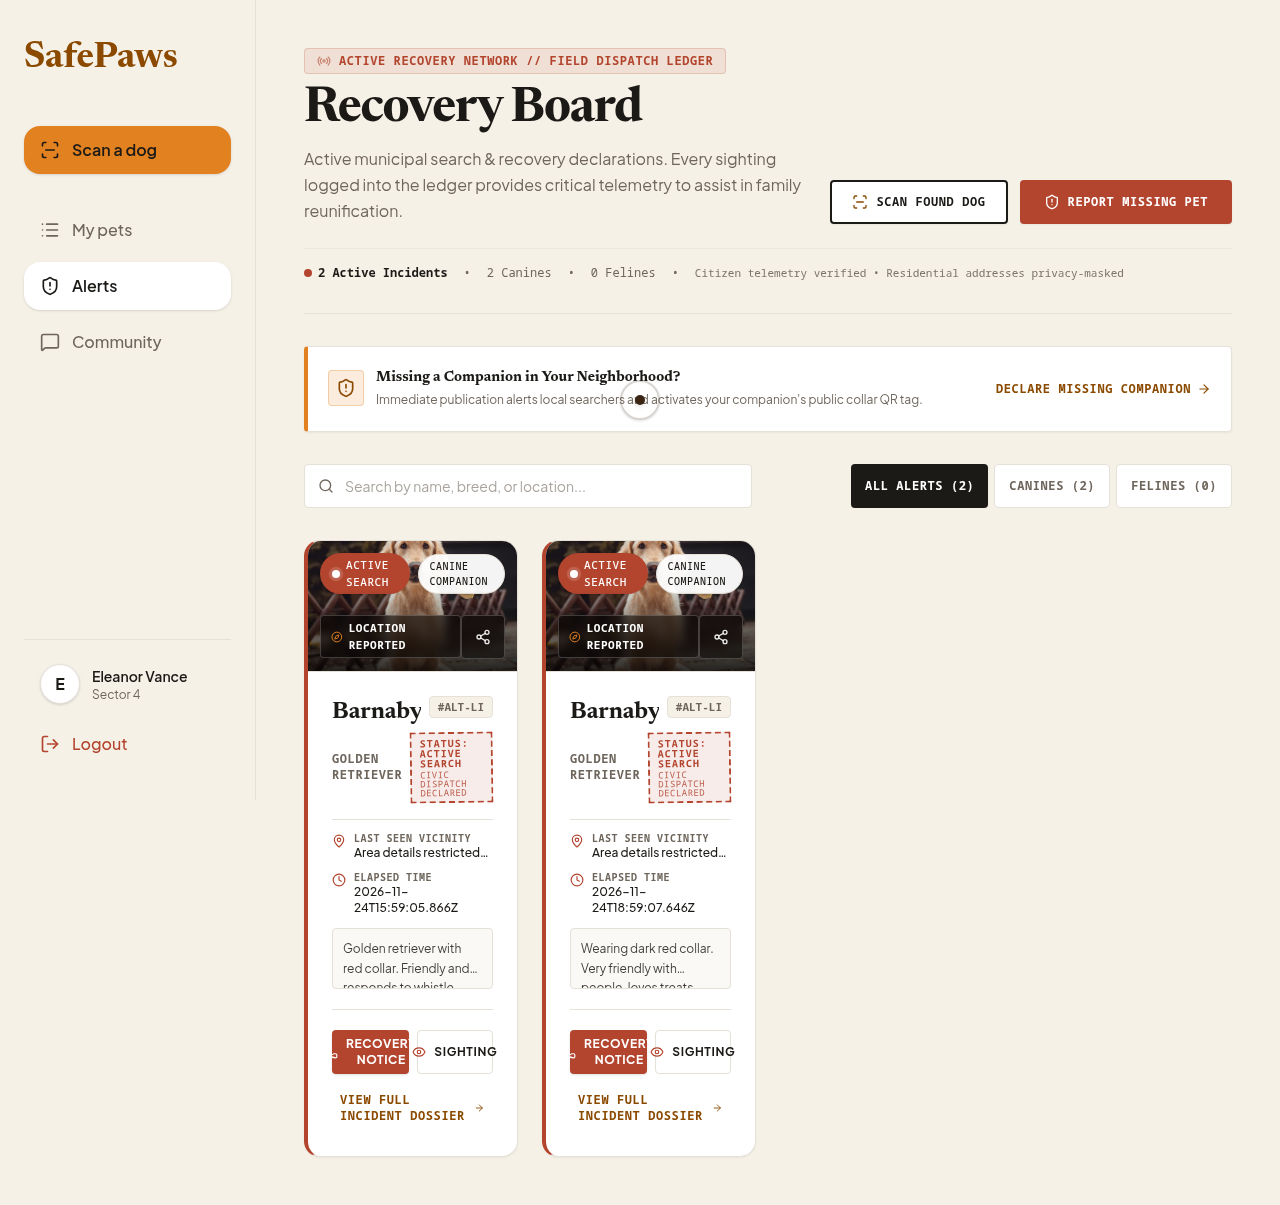 SafePaws
Scan a dog
My pets
Alerts
Community
E
Eleanor Vance
Sector 4
Logout
ACTIVE RECOVERY NETWORK // FIELD DISPATCH LEDGER
Recovery Board
Active municipal search & recovery declarations. Every sighting
logged into the ledger provides critical telemetry to assist in family
reunification.
SCAN FOUND DOG
REPORT MISSING PET
2 Active Incidents • 2 Canines • 0 Felines • Citizen telemetry verified • Residential addresses privacy-masked
Missing a Companion in Your Neighborhood?
Immediate publication alerts local searchers and activates your companion's public collar QR tag.
DECLARE MISSING COMPANION
Search by name, breed, or location...
ALL ALERTS (2)
CANINES (2)
FELINES (0)
ACTIVE
SEARCH
CANINE
COMPANION
LOCATION
REPORTED
Barnaby
#ALT-LI
GOLDEN
RETRIEVER
STATUS:
ACTIVE
SEARCH
CIVIC
DISPATCH
DECLARED
LAST SEEN VICINITY
Area details restricted...
ELAPSED TIME
2026-11-
24T15:59:05.866Z
Golden retriever with
red collar. Friendly and...
responds to whistle
RECOVERY
NOTICE
SIGHTING
VIEW FULL
INCIDENT DOSSIER
ACTIVE
SEARCH
CANINE
COMPANION
LOCATION
REPORTED
Barnaby
#ALT-LI
GOLDEN
RETRIEVER
STATUS:
ACTIVE
SEARCH
CIVIC
DISPATCH
DECLARED
LAST SEEN VICINITY
Area details restricted...
ELAPSED TIME
2026-11-
24T18:59:07.646Z
Wearing dark red collar.
Very friendly with...
people, loves treats
RECOVERY
NOTICE
SIGHTING
VIEW FULL
INCIDENT DOSSIER